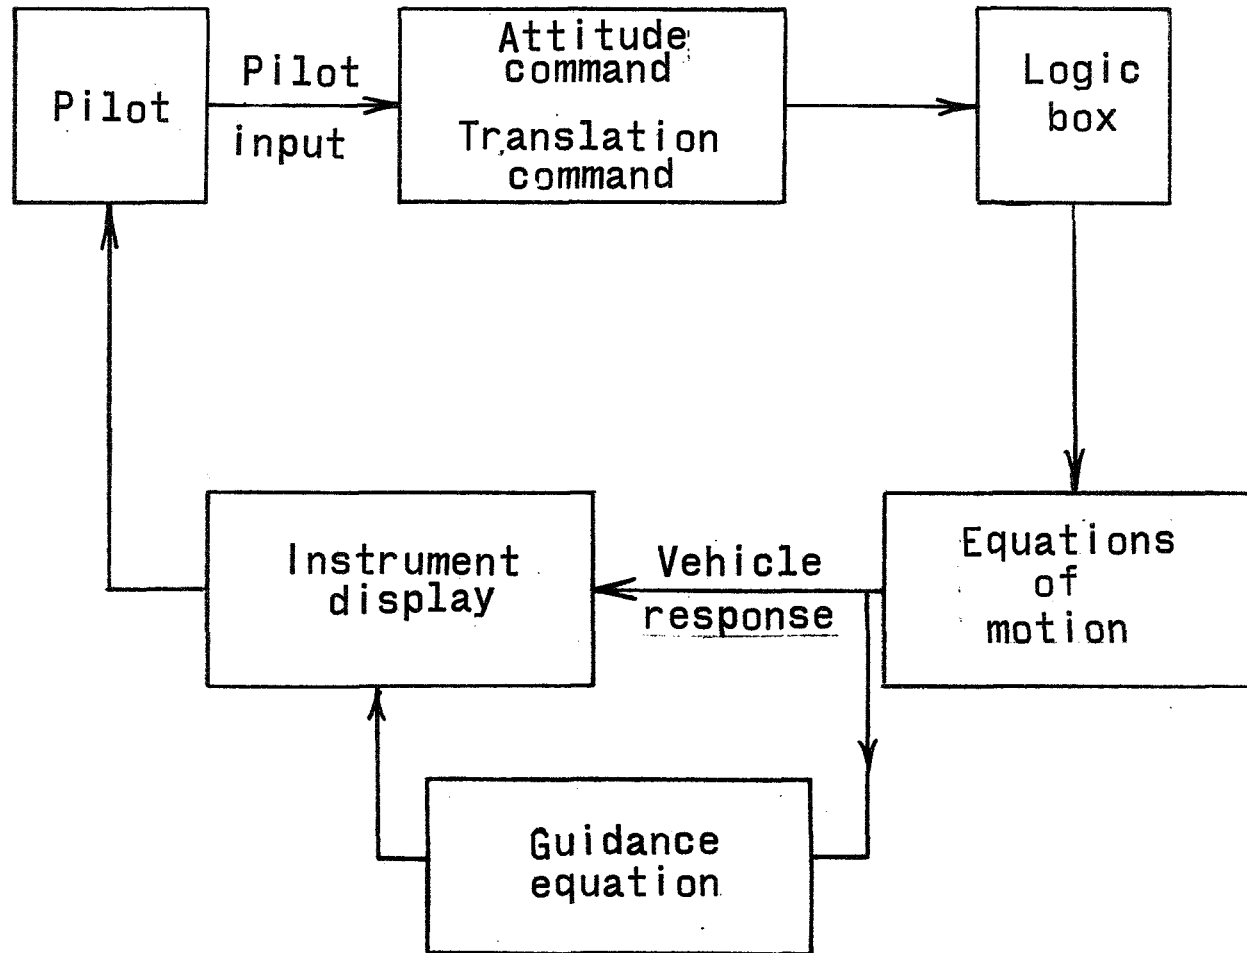 Pilot
Pilot
input
Attitude
command
Translation
command
Logic
box
Equations
of
motion
Vehicle
response
Instrument
display
Guidance
equation